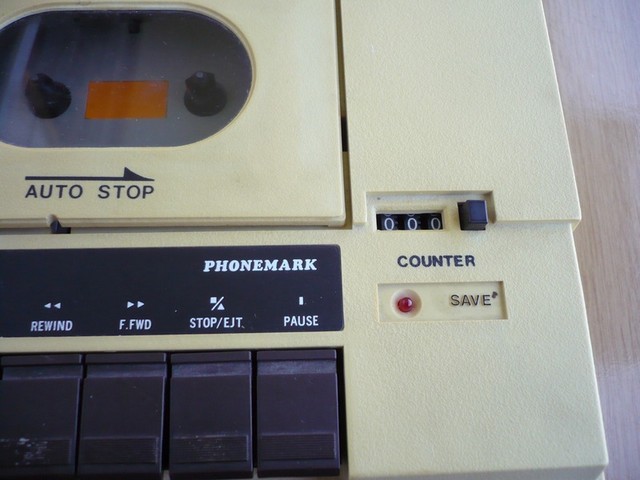 AUTO STOP
000
COUNTER
PHONEMARK
SAVE
REWIND F.FWD STOP/EJT. PAUSE